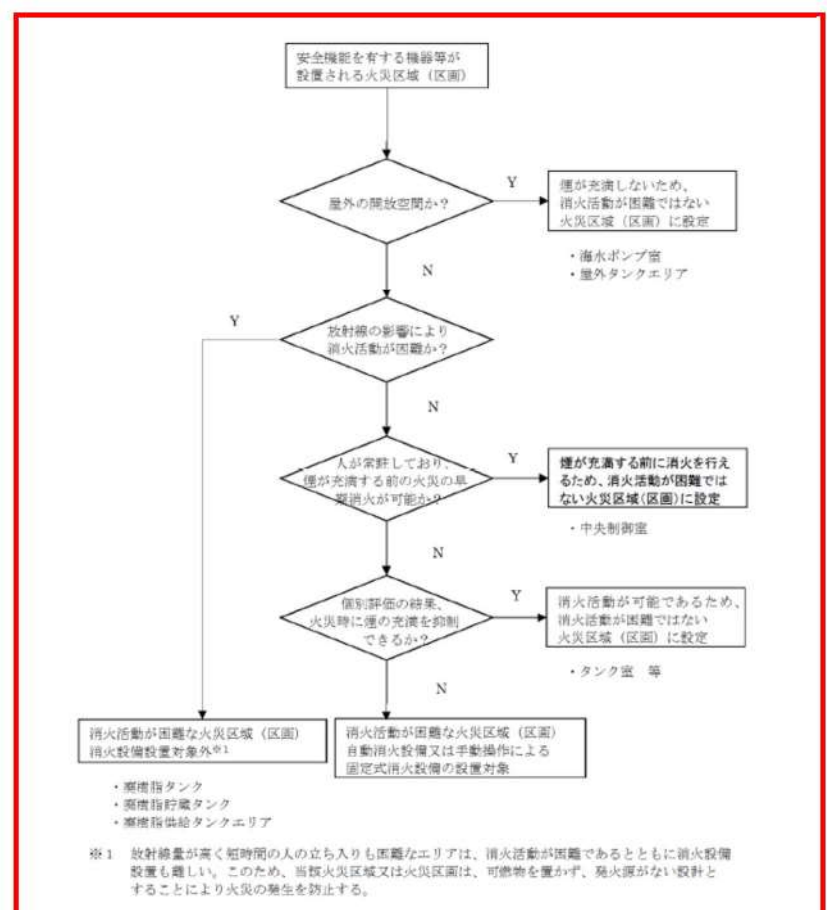 安全機能を有する機器等が
設置される火災区域（区画）
屋外の開放空間か？
Y
煙が充満しないため、
消火活動が困難ではない
火災区域（区画）に設定
・海水ポンプ室
・屋外タンクエリア
N
Y
放射線の影響により
消火活動が困難か？
N
人が常駐しており、
煙が充満する前の火災の早
期消火が可能か？
Y
煙が充満する前に消火を行え
るため、消火活動が困難では
ない火災区域(区画)に設定
・中央制御室
N
個別評価の結果、
火災時に煙の充満を抑制
できるか？
Y
消火活動が可能であるため、
消火活動が困難ではない
火災区域（区画）に設定
・タンク室　等
N
消火活動が困難な火災区域（区画）
消火設備設置対象外※1
・廃樹脂タンク
・廃樹脂貯蔵タンク
・廃樹脂供給タンクエリア
消火活動が困難な火災区域（区画）
自動消火設備又は手動操作による
固定式消火設備の設置対象
※1　放射線量が高く短時間の人の立ち入りも困難なエリアは、消火活動が困難であるとともに消火設備
設置も難しい。このため、当該火災区域又は火災区画は、可燃物を置かず、発火源がない設計と
することにより火災の発生を防止する。